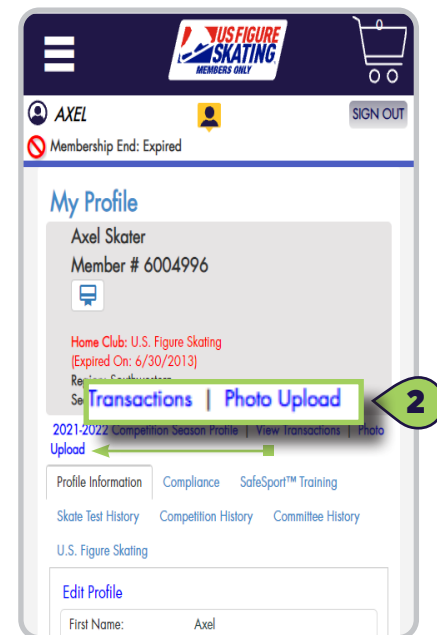 US FIGURE
SKATING
MEMBERS ONLY
AXEL
SIGN OUT
Membership End: Expired
My Profile
Axel Skater
Member # 6004996
Home Club: U.S. Figure Skating
(Expired On: 6/30/2013)
Transactions | Photo Upload
2
2021-2022 Competition Season Profile | View Transactions | Photo
Upload
Profile Information Compliance SafeSport™ Training
Skate Test History Competition History Committee History
U.S. Figure Skating
Edit Profile
First Name: Axel